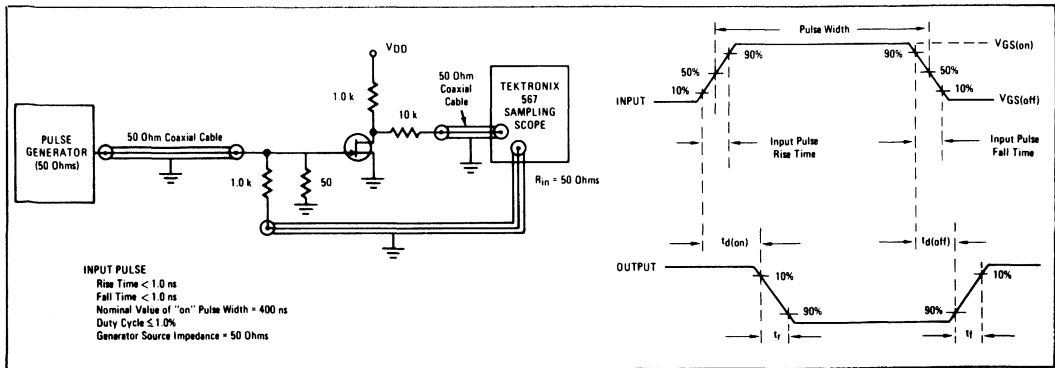 VDD
1.0 k
50 Ohm
Coaxial
Cable
TEKTRONIX
567
SAMPLING
SCOPE
10 k
PULSE
GENERATOR
(50 Ohms)
50 Ohm Coaxial Cable
1.0 k
50
Rin = 50 Ohms
INPUT PULSE
Rise Time < 1.0 ns
Fall Time < 1.0 ns
Nominal Value of "on" Pulse Width = 400 ns
Duty Cycle ≤ 1.0%
Generator Source Impedance = 50 Ohms
Pulse Width
VGS(on)
90%
90%
50%
50%
10%
10%
INPUT
VGS(off)
Input Pulse
Rise Time
Input Pulse
Fall Time
td(on)
td(off)
OUTPUT
10%
10%
90%
90%
tr
tf